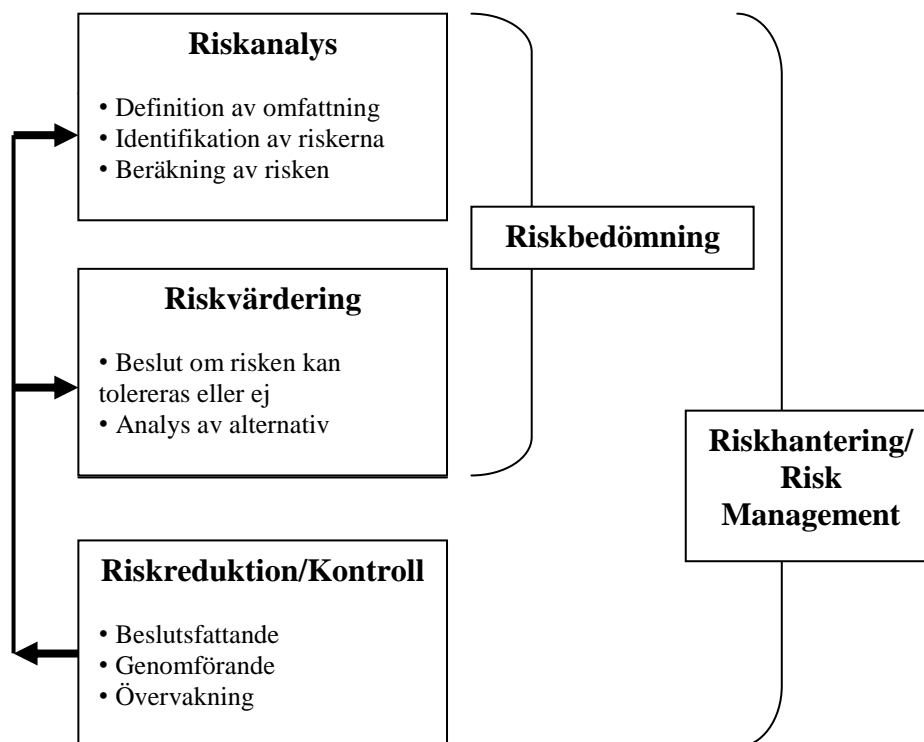 Riskanalys
• Definition av omfattning
• Identifikation av riskerna
• Beräkning av risken
Riskbedömning
Riskvärdering
• Beslut om risken kan
tolereras eller ej
• Analys av alternativ
Riskhantering/
Risk
Management
Riskreduktion/Kontroll
• Beslutsfattande
• Genomförande
• Övervakning